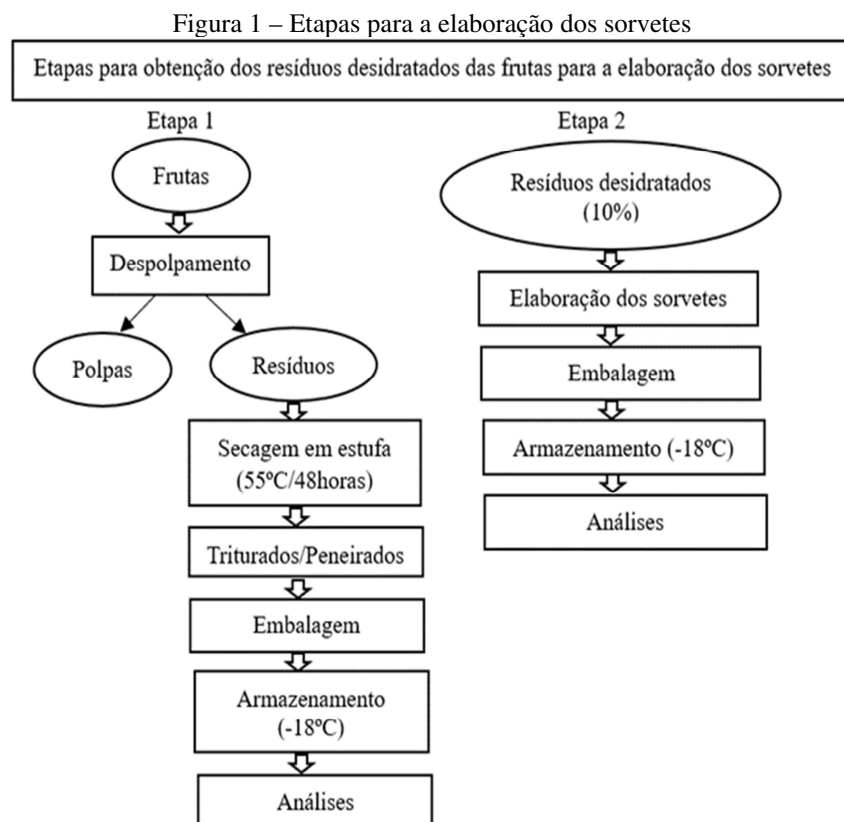 Figura 1 – Etapas para a elaboração dos sorvetes
Etapas para obtenção dos resíduos desidratados das frutas para a elaboração dos sorvetes
Etapa 1
Frutas
Despolpamento
Polpas
Resíduos
Secagem em estufa
(55ºC/48horas)
Triturados/Peneirados
Embalagem
Armazenamento
(-18ºC)
Análises
Etapa 2
Resíduos desidratados
(10%)
Elaboração dos sorvetes
Embalagem
Armazenamento (-18ºC)
Análises